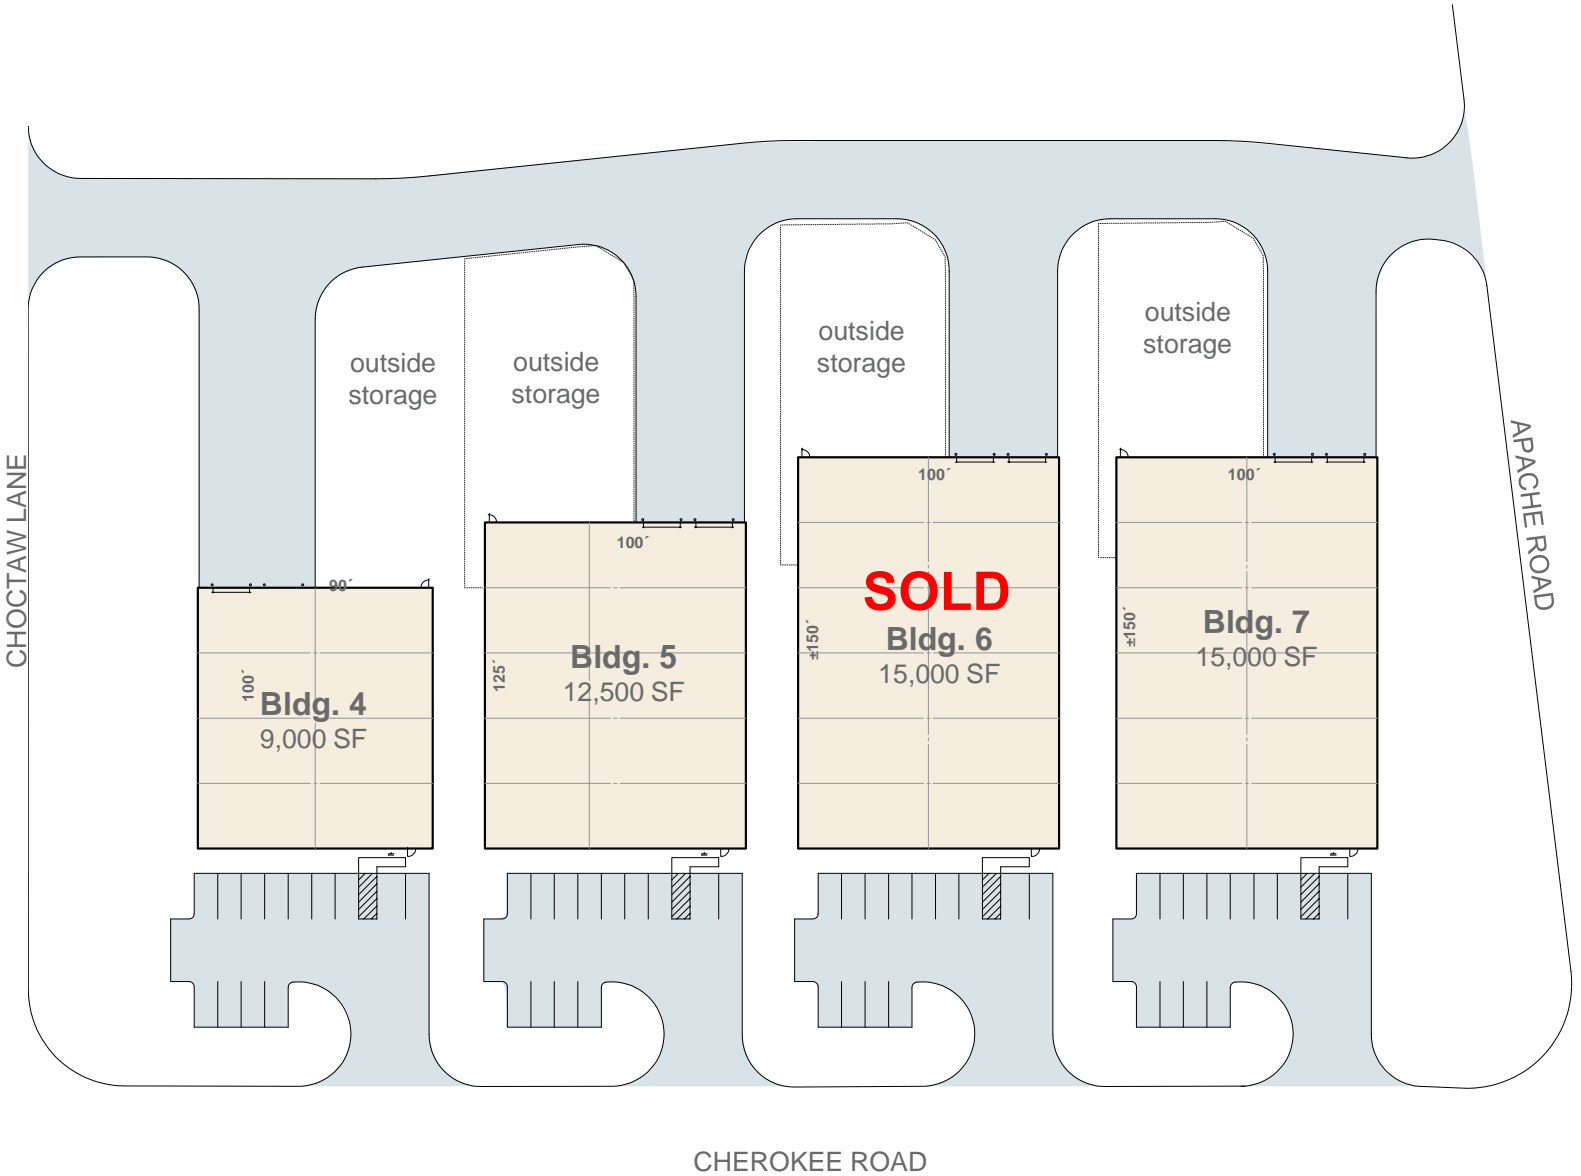 outside
storage
outside
storage
outside
storage
outside
storage
CHOCTAW LANE
APACHE ROAD
90´
100´
Bldg. 4
9,000 SF
100´
125´
Bldg. 5
12,500 SF
100´
±150´
SOLD
Bldg. 6
15,000 SF
100´
±150´
Bldg. 7
15,000 SF
CHEROKEE ROAD